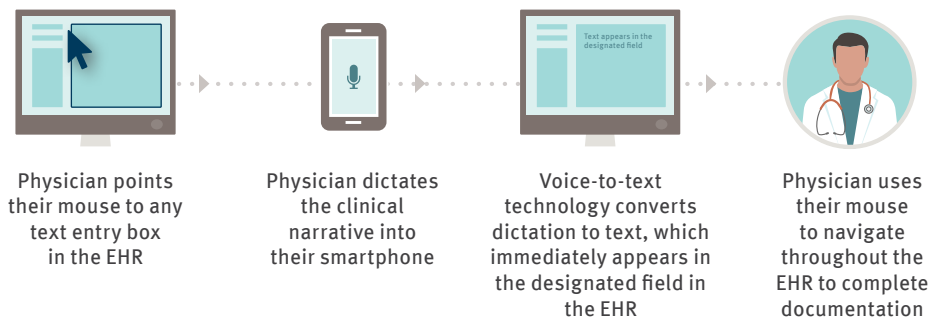 Text appears in the
designated field
Physician points
their mouse to any
text entry box
in the EHR
Physician dictates
the clinical
narrative into
their smartphone
Voice-to-text
technology converts
dictation to text, which
immediately appears in
the designated field in
the EHR
Physician uses
their mouse
to navigate
throughout the
EHR to complete
documentation